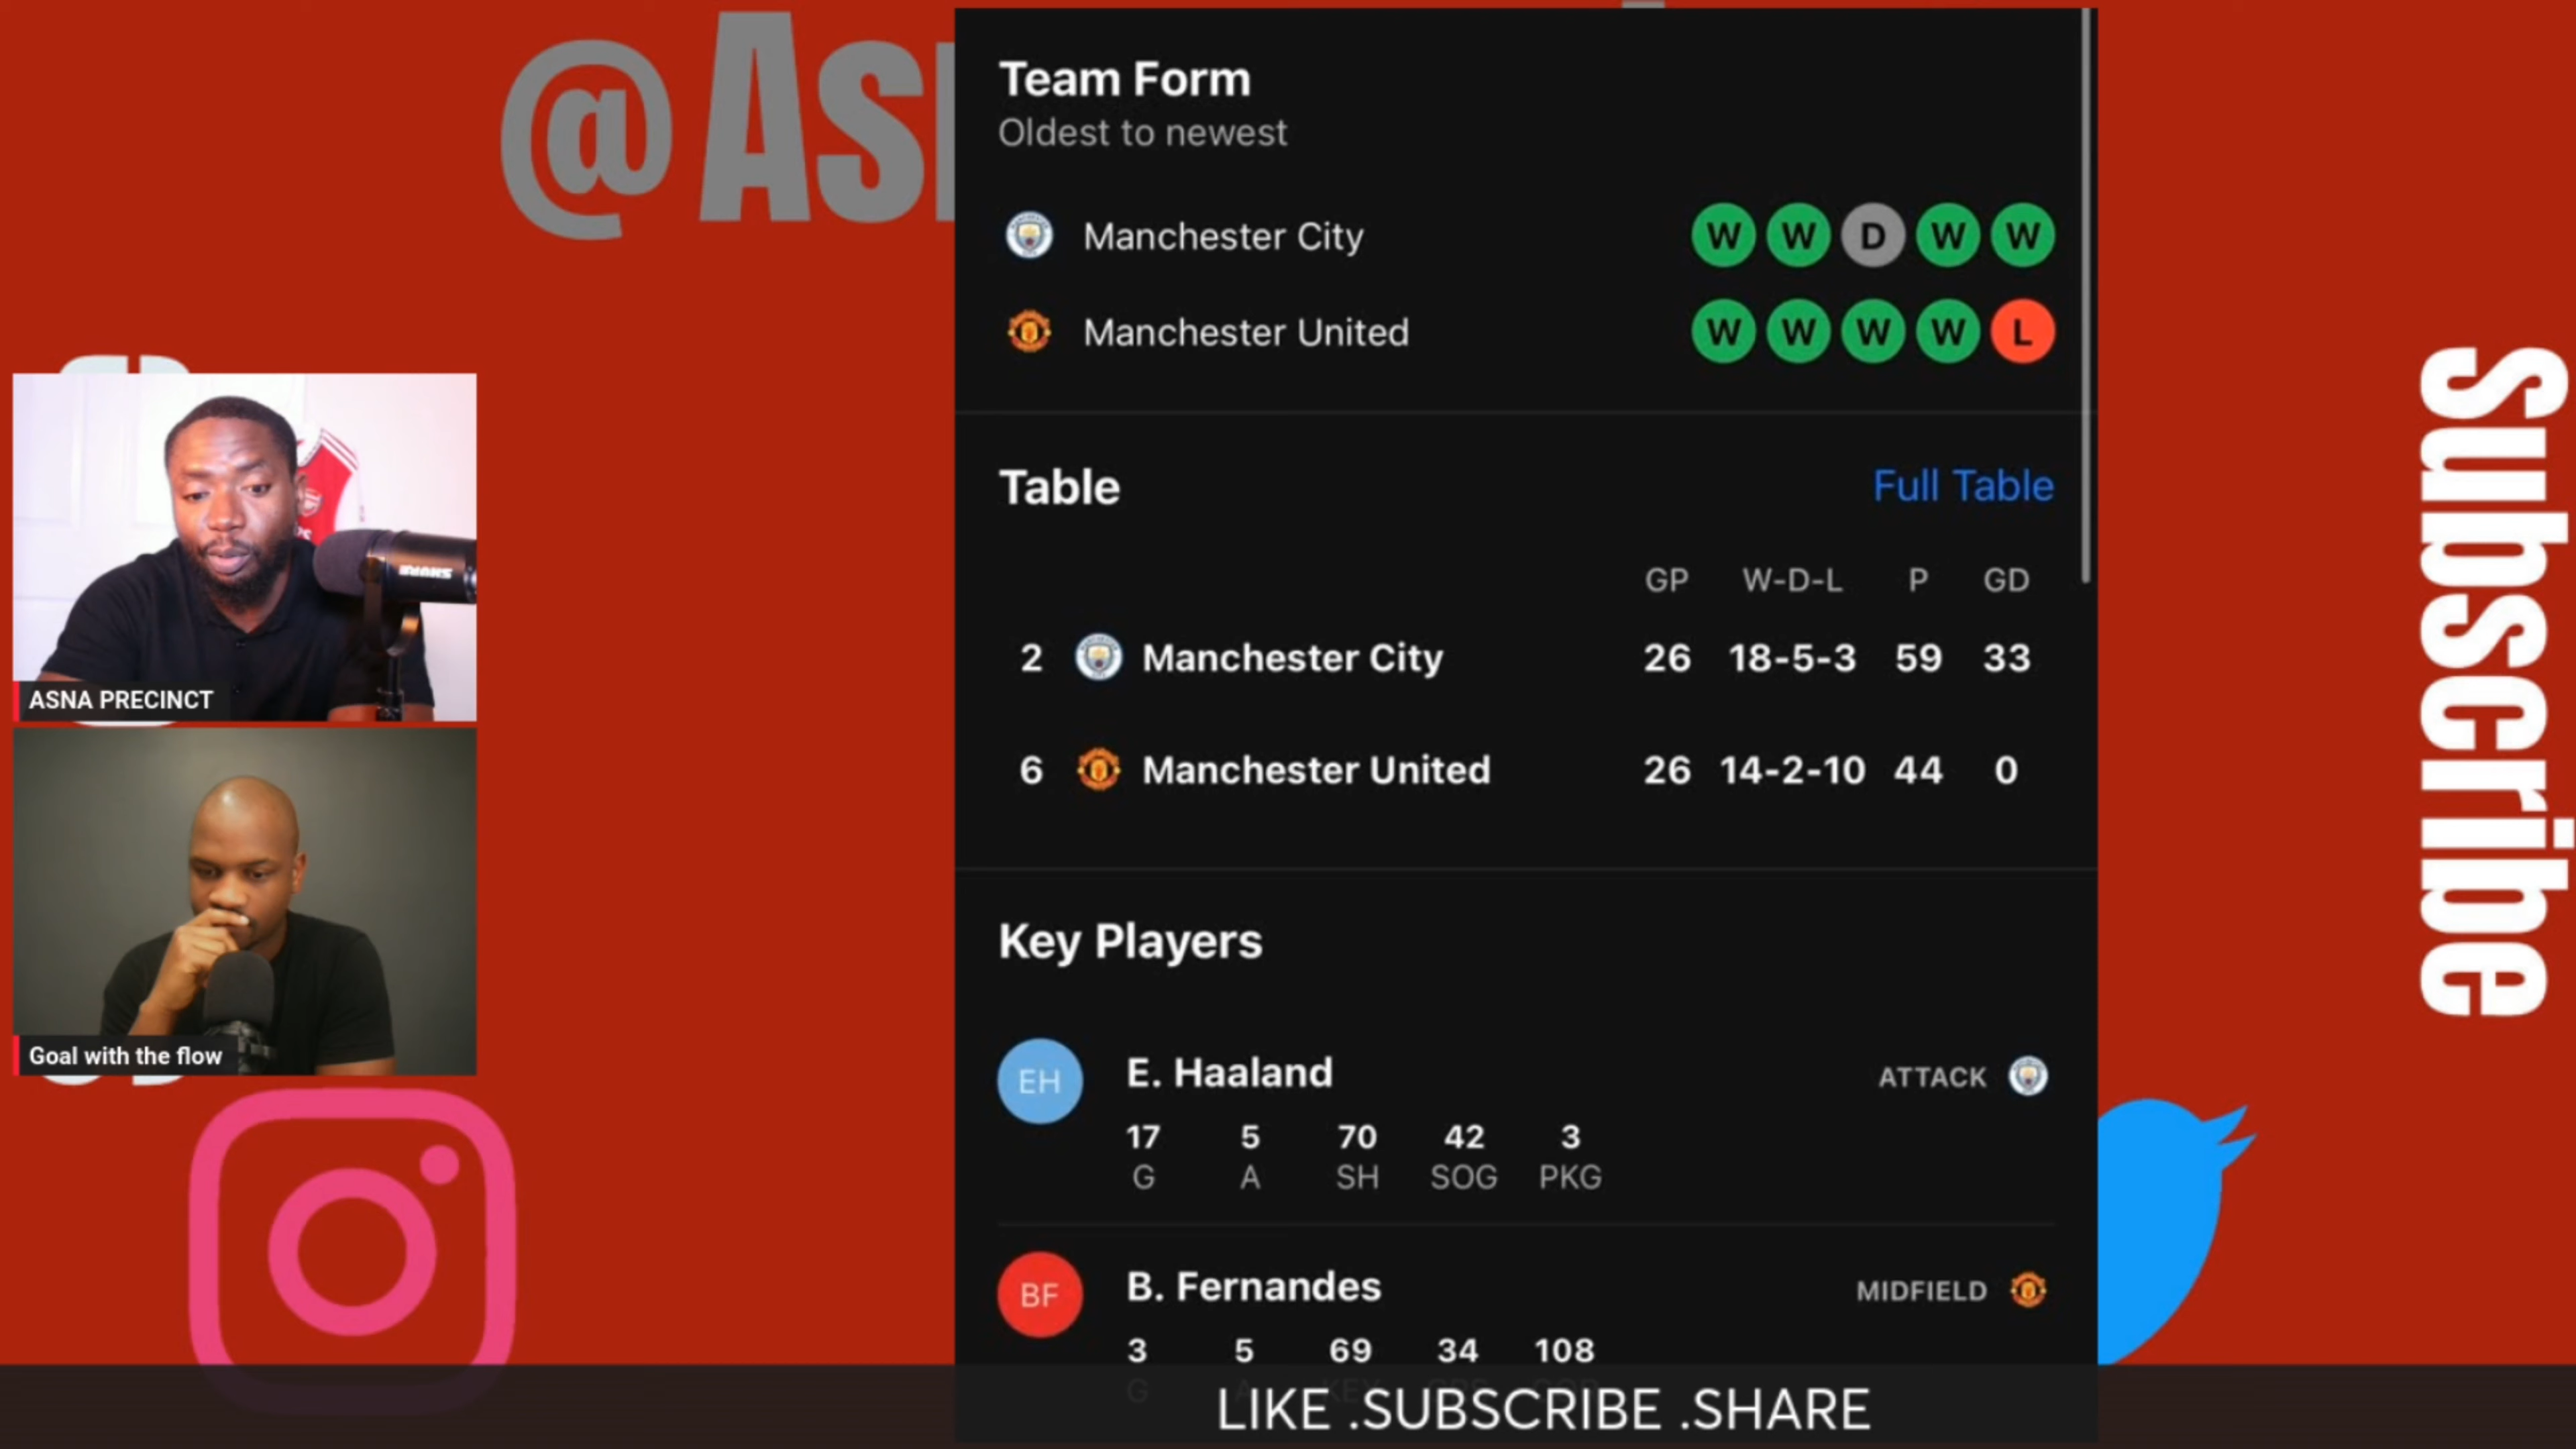 @As
Team Form
Oldest to newest
Manchester City W W D W W
Manchester United W W W W L
Table Full Table
GP W-D-L P GD
2 Manchester City 26 18-5-3 59 33
6 Manchester United 26 14-2-10 44 0
Key Players
EH E. Haaland ATTACK
17 5 70 42 3
G A SH SOG PKG
BF B. Fernandes MIDFIELD
3 5 69 34 108
G
LIKE .SUBSCRIBE .SHARE
SHURE
ASNA PRECINCT
Goal with the flow
Subscribe